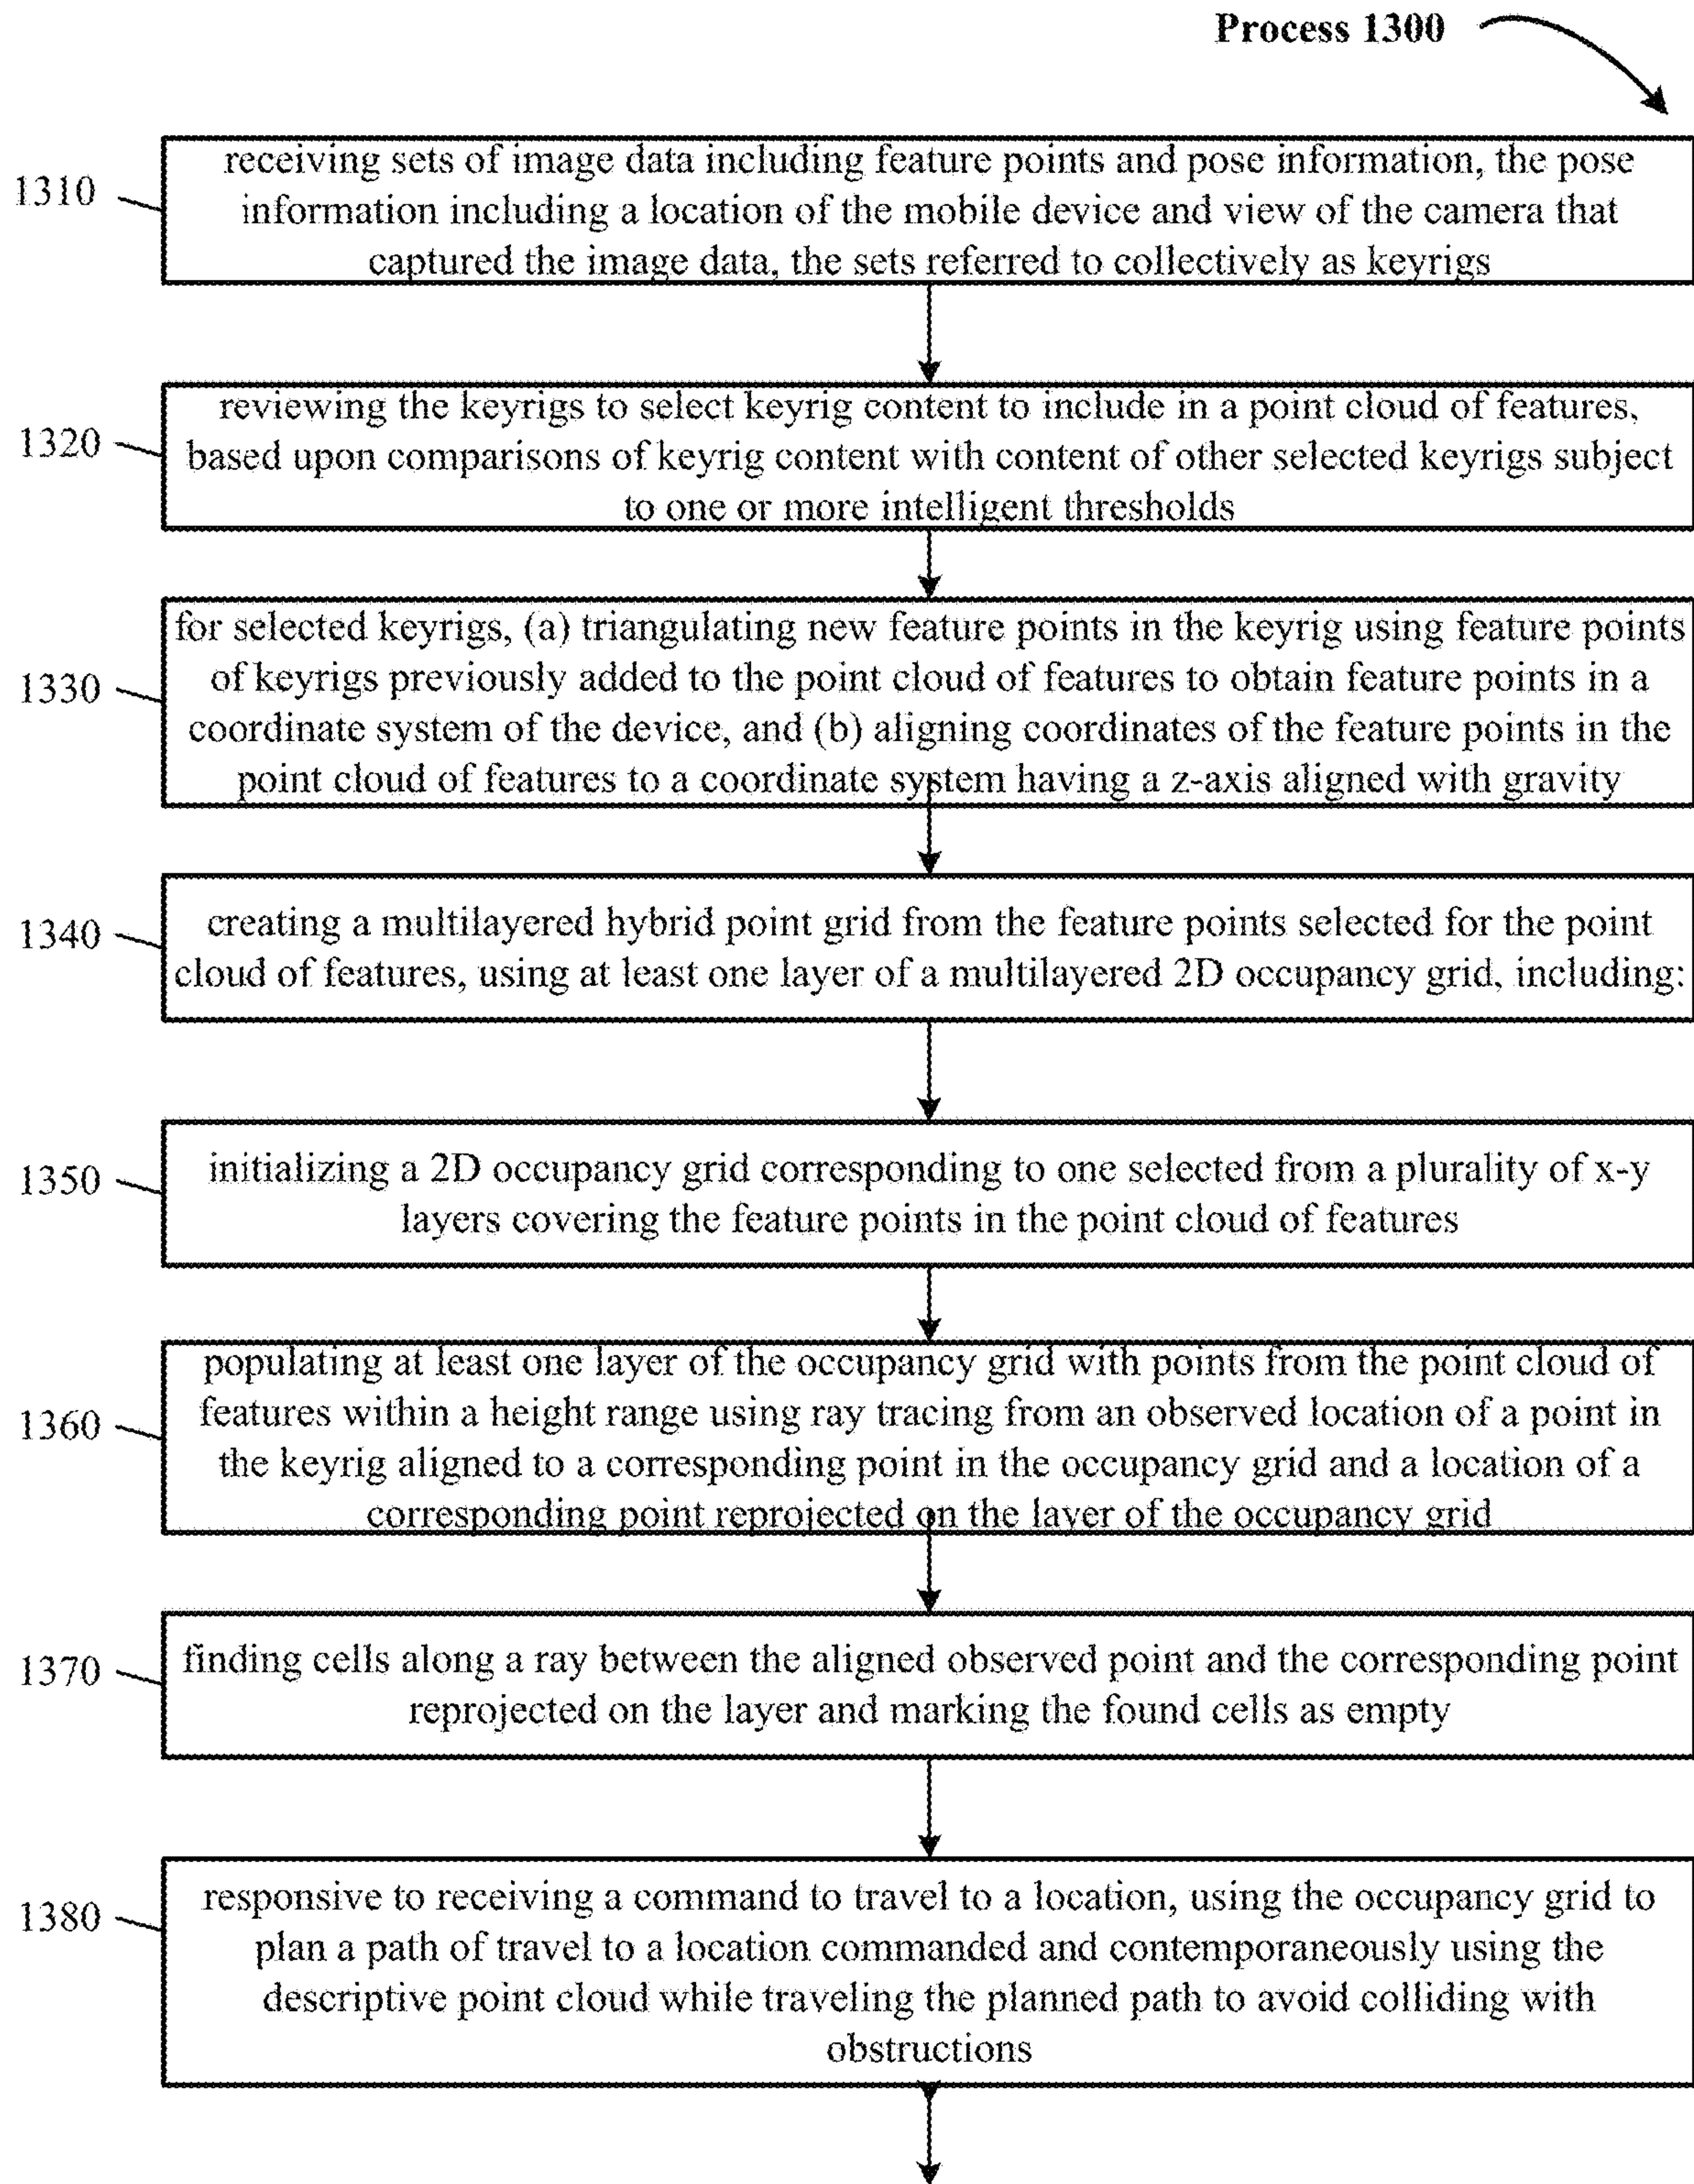 Process 1300
1310
receiving sets of image data including feature points and pose information, the pose
information including a location of the mobile device and view of the camera that
captured the image data, the sets referred to collectively as keyrigs
1320
reviewing the keyrigs to select keyrig content to include in a point cloud of features,
based upon comparisons of keyrig content with content of other selected keyrigs subject
to one or more intelligent thresholds
1330
for selected keyrigs, (a) triangulating new feature points in the keyrig using feature points
of keyrigs previously added to the point cloud of features to obtain feature points in a
coordinate system of the device, and (b) aligning coordinates of the feature points in the
point cloud of features to a coordinate system having a z-axis aligned with gravity
1340
creating a multilayered hybrid point grid from the feature points selected for the point
cloud of features, using at least one layer of a multilayered 2D occupancy grid, including:
1350
initializing a 2D occupancy grid corresponding to one selected from a plurality of x-y
layers covering the feature points in the point cloud of features
1360
populating at least one layer of the occupancy grid with points from the point cloud of
features within a height range using ray tracing from an observed location of a point in
the keyrig aligned to a corresponding point in the occupancy grid and a location of a
corresponding point reprojected on the layer of the occupancy grid
1370
finding cells along a ray between the aligned observed point and the corresponding point
reprojected on the layer and marking the found cells as empty
1380
responsive to receiving a command to travel to a location, using the occupancy grid to
plan a path of travel to a location commanded and contemporaneously using the
descriptive point cloud while traveling the planned path to avoid colliding with
obstructions